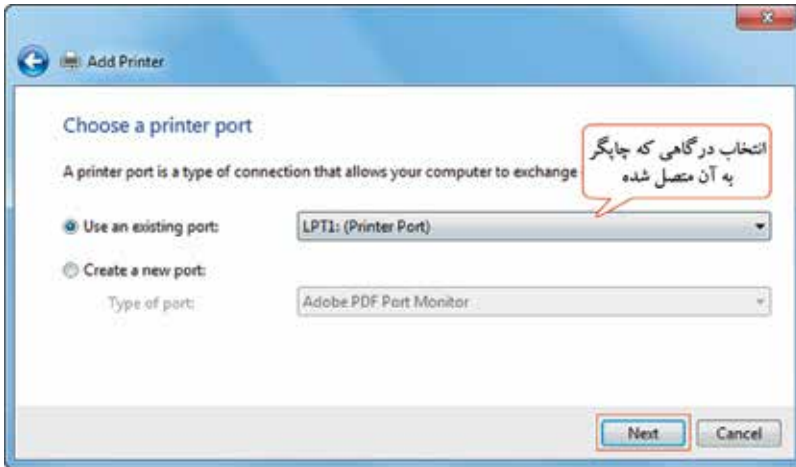 Add Printer
Choose a printer port
A printer port is a type of connection that allows your computer to exchange
انتخاب درگاهی که چاپگر
به آن متصل شده
Use an existing port:
LPT1: (Printer Port)
Create a new port:
Type of port:
Adobe PDF Port Monitor
Next
Cancel